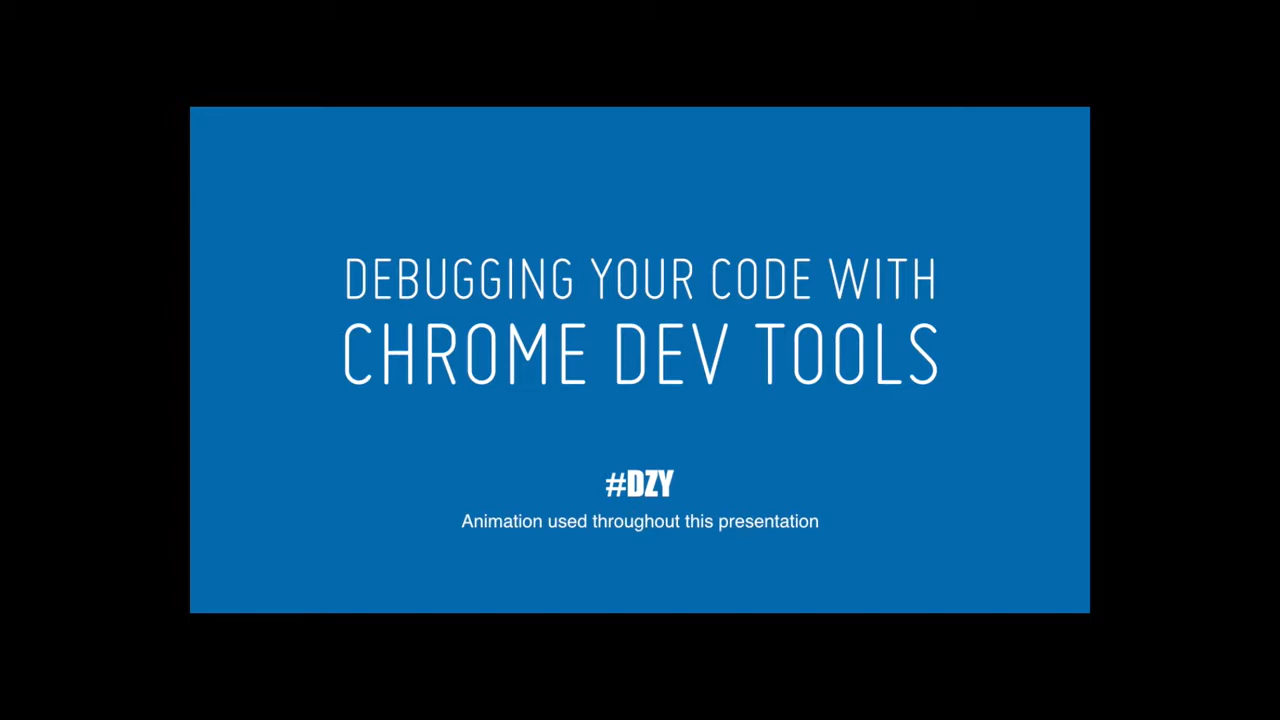 DEBUGGING YOUR CODE WITH
CHROME DEV TOOLS
#DZY
Animation used throughout this presentation